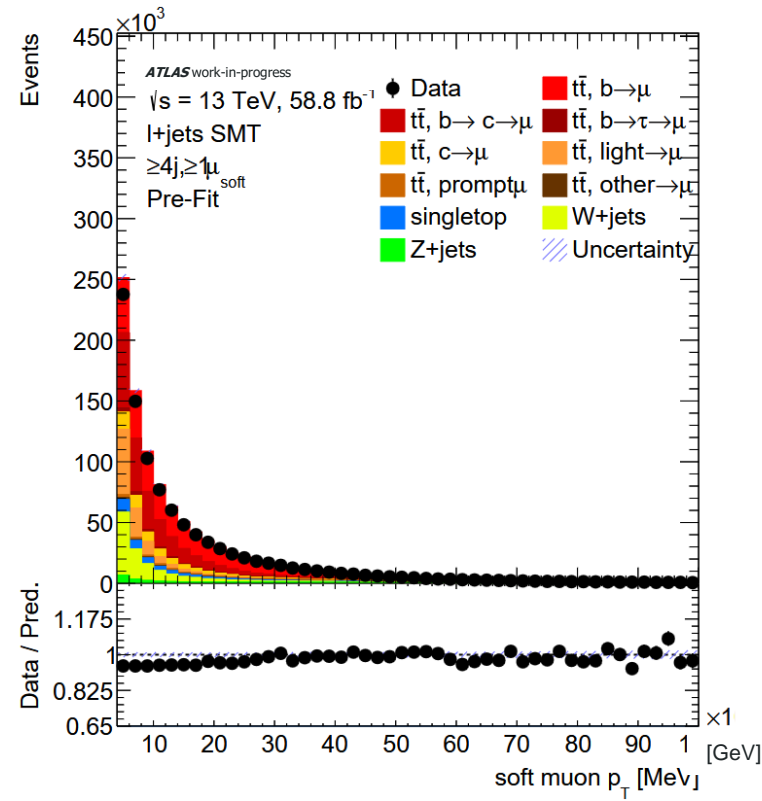 ×10³
Events
450
400
350
300
250
200
150
100
50
0
ATLAS work-in-progress
√s = 13 TeV, 58.8 fb⁻¹
l+jets SMT
≥4j,≥1μsoft
Pre-Fit
Data
tt̄, b→μ
tt̄, b→ c→μ
tt̄, b→τ→μ
tt̄, c→μ
tt̄, light→μ
tt̄, promptμ
tt̄, other→μ
singletop
W+jets
Z+jets
Uncertainty
Data / Pred.
1.175
1
0.825
0.65
10 20 30 40 50 60 70 80 90 1
×1
[GeV]
soft muon pT [MeV]